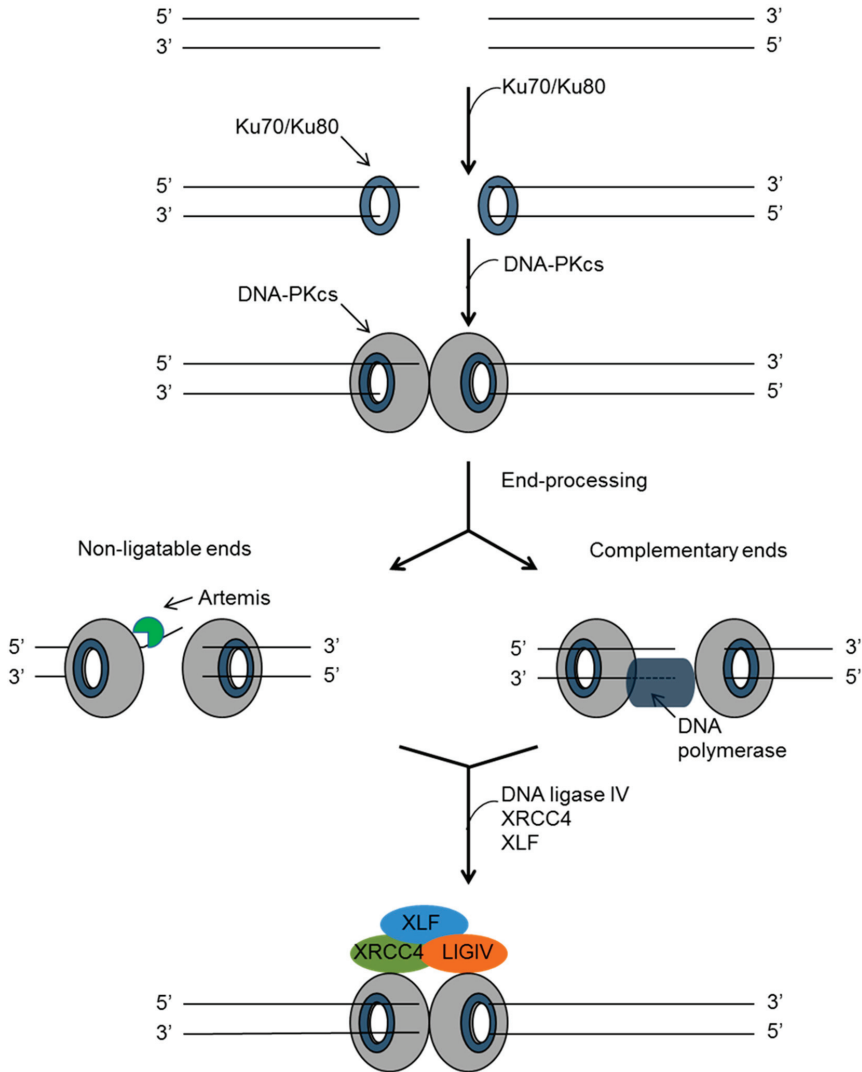 5’ 3’
3’ 5’
Ku70/Ku80
Ku70/Ku80
5’ 3’
3’ 5’
DNA-PKcs
DNA-PKcs
5’ 3’
3’ 5’
End-processing
Non-ligatable ends
Complementary ends
Artemis
5’ 3’
3’ 5’
5’ 3’
3’ 5’
DNA
polymerase
DNA ligase IV
XRCC4
XLF
XLF
XRCC4 LIGIV
5’ 3’
3’ 5’